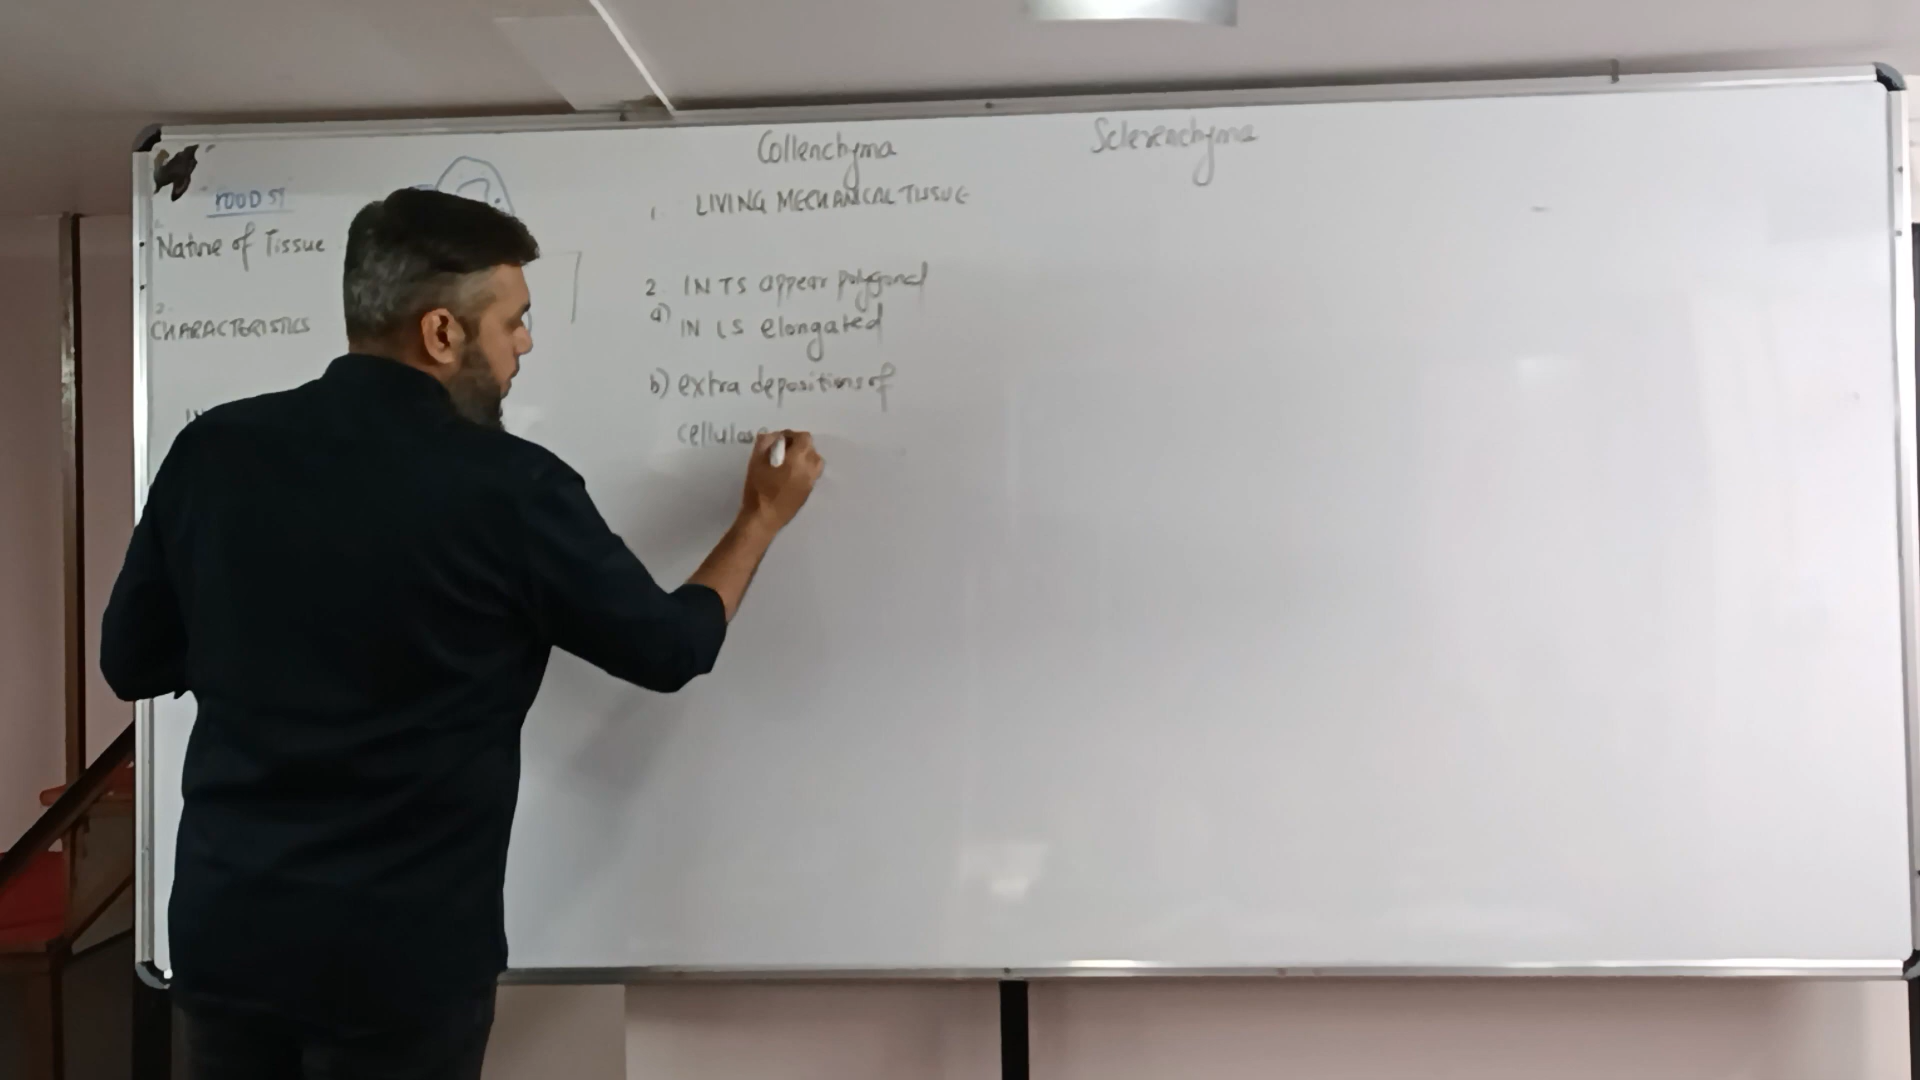 Collenchyma
Sclerenchyma
FOOD ST
1.
Nature of Tissue
2.
CHARACTERISTICS
1. LIVING MECHANICAL TISSUE
2. IN TS appear polygonal
a) IN LS elongated
b) extra depositions of
cellulose